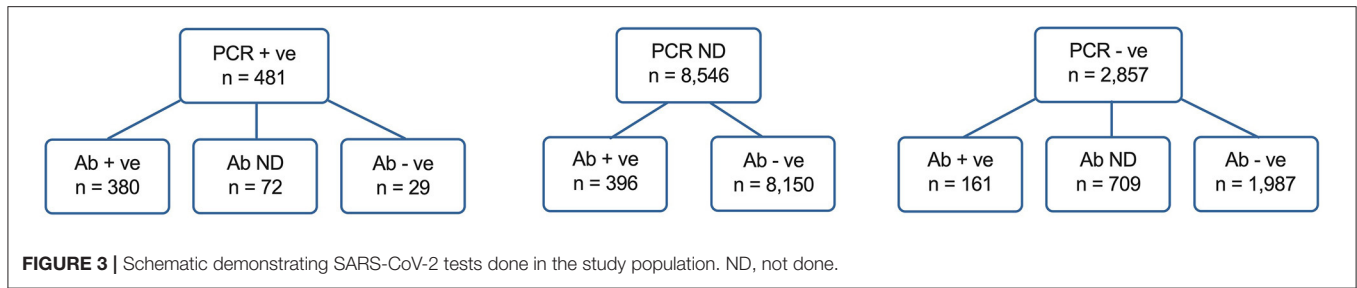 PCR + ve
n = 481
PCR ND
n = 8,546
PCR - ve
n = 2,857
Ab + ve
n = 380
Ab ND
n = 72
Ab - ve
n = 29
Ab + ve
n = 396
Ab - ve
n = 8,150
Ab + ve
n = 161
Ab ND
n = 709
Ab - ve
n = 1,987
FIGURE 3 | Schematic demonstrating SARS-CoV-2 tests done in the study population. ND, not done.